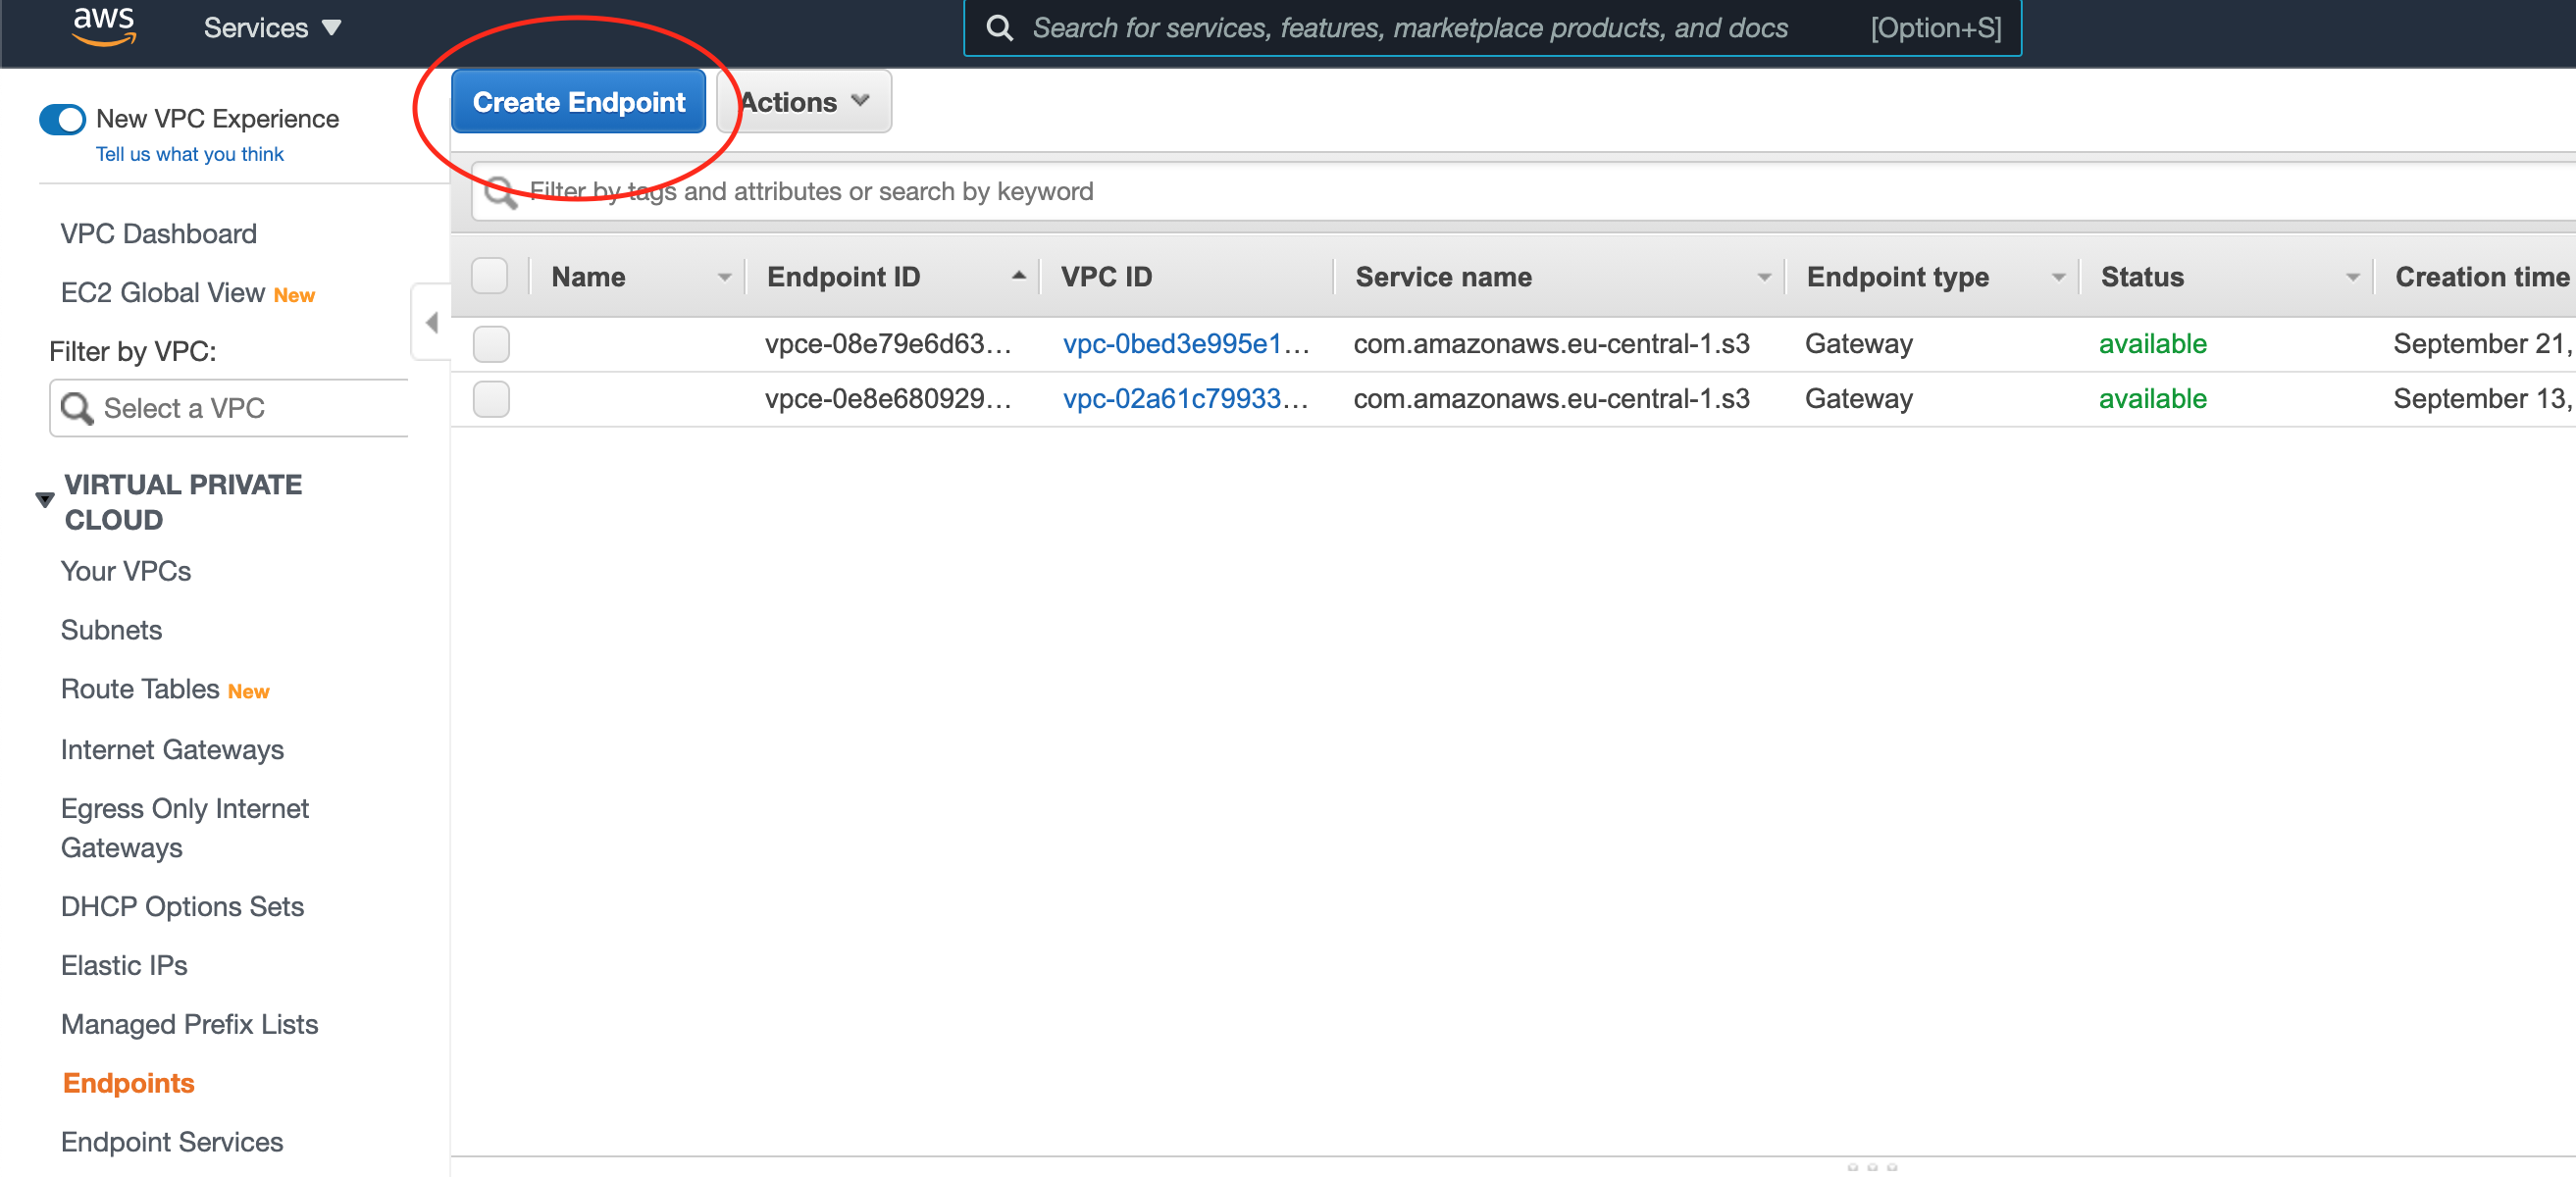 aws Services Search for services, features, marketplace products, and docs [Option+S]
New VPC Experience
Tell us what you think
VPC Dashboard
EC2 Global View New
Filter by VPC:
Select a VPC
VIRTUAL PRIVATE
CLOUD
Your VPCs
Subnets
Route Tables New
Internet Gateways
Egress Only Internet
Gateways
DHCP Options Sets
Elastic IPs
Managed Prefix Lists
Endpoints
Endpoint Services
Create Endpoint Actions
Filter by tags and attributes or search by keyword
Name Endpoint ID VPC ID Service name Endpoint type Status Creation time
vpce-08e79e6d63... vpc-0bed3e995e1... com.amazonaws.eu-central-1.s3 Gateway available September 21,
vpce-0e8e680929... vpc-02a61c79933... com.amazonaws.eu-central-1.s3 Gateway available September 13,